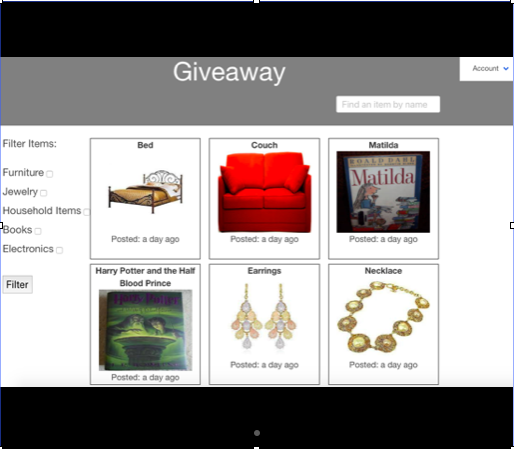 Giveaway
Account
Find an item by name
Filter Items:
Furniture
Jewelry
Household Items
Books
Electronics
Filter
Bed
Posted: a day ago
Couch
Posted: a day ago
Matilda
ROALD DAHL
Matilda
Posted: a day ago
Harry Potter and the Half
Blood Prince
Harry Potter
Posted: a day ago
Earrings
Posted: a day ago
Necklace
Posted: a day ago